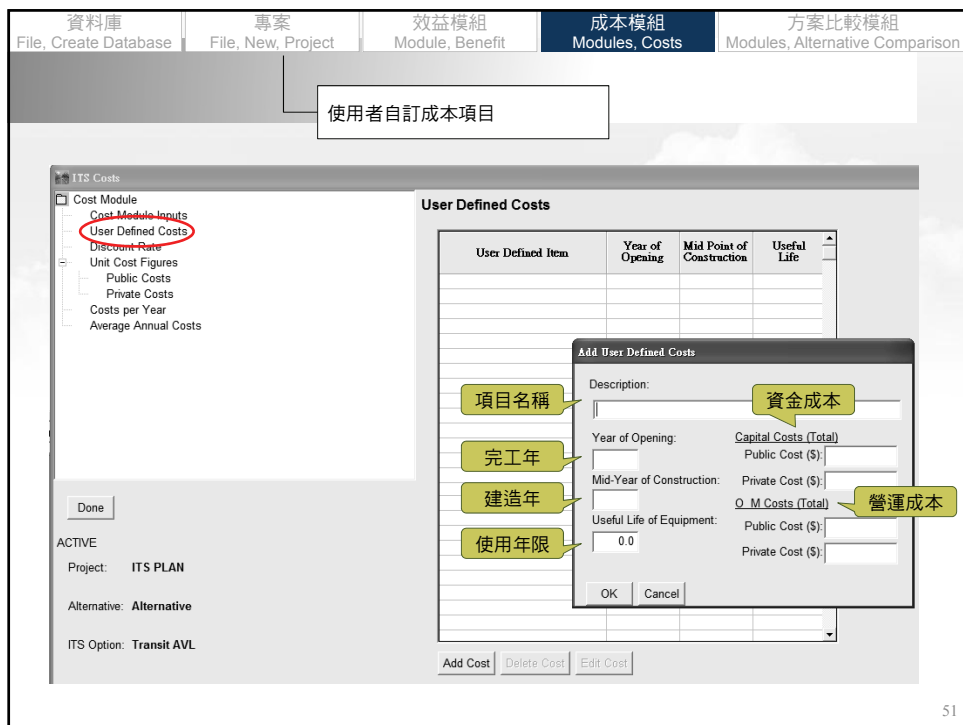 資料庫
File, Create Database
專案
File, New, Project
效益模組
Module, Benefit
成本模組
Modules, Costs
方案比較模組
Modules, Alternative Comparison
使用者自訂成本項目
ITS Costs
Cost Module
Cost Module Inputs
User Defined Costs
Discount Rate
Unit Cost Figures
Public Costs
Private Costs
Costs per Year
Average Annual Costs
Done
ACTIVE
Project: ITS PLAN
Alternative: Alternative
ITS Option: Transit AVL
User Defined Costs
User Defined Item
Year of Opening
Mid Point of Construction
Useful Life
Add User Defined Costs
Description:
項目名稱
資金成本
Year of Opening:
完工年
Capital Costs (Total)
Public Cost ($):
Mid-Year of Construction:
建造年
Private Cost ($):
O_M Costs (Total)
營運成本
Useful Life of Equipment:
使用年限
0.0
Public Cost ($):
Private Cost ($):
OK
Cancel
Add Cost
Delete Cost
Edit Cost
51